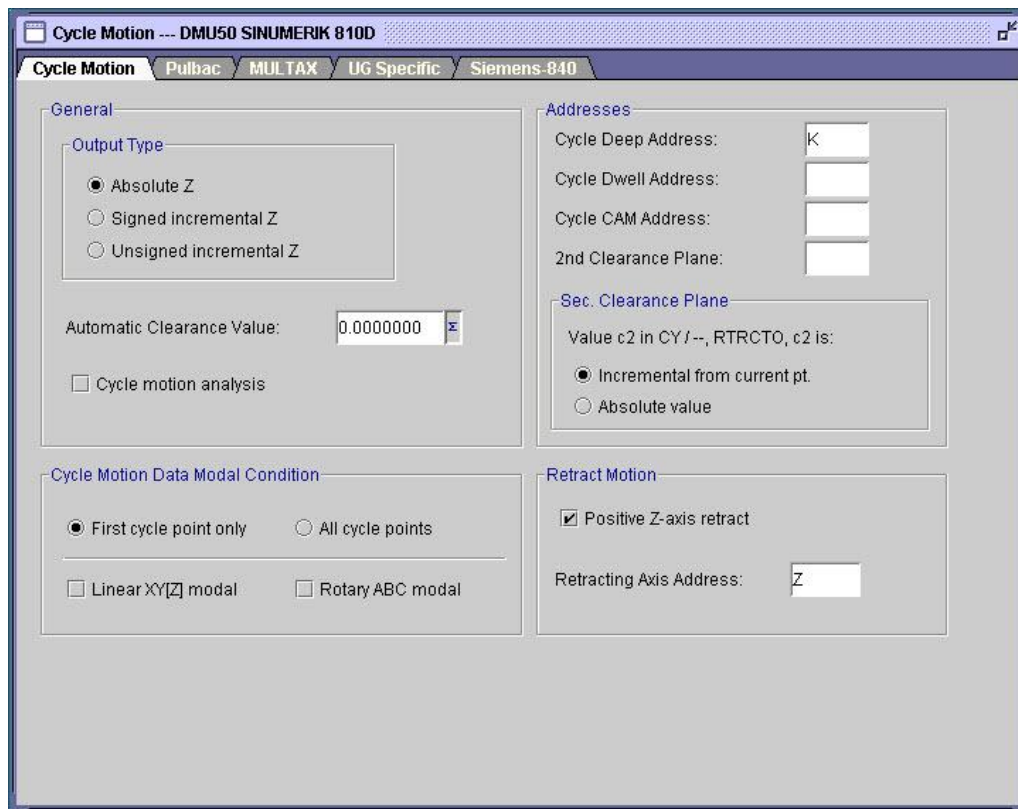 Cycle Motion --- DMU50 SINUMERIK 810D
Cycle Motion Pulbac MULTAX UG Specific Siemens-840
General
Output Type
Absolute Z
Signed incremental Z
Unsigned incremental Z
Automatic Clearance Value: 0.0000000 Σ
Cycle motion analysis
Addresses
Cycle Deep Address: K
Cycle Dwell Address:
Cycle CAM Address:
2nd Clearance Plane:
Sec. Clearance Plane
Value c2 in CY / --, RTRCTO, c2 is:
Incremental from current pt.
Absolute value
Cycle Motion Data Modal Condition
First cycle point only All cycle points
Linear XY[Z] modal Rotary ABC modal
Retract Motion
Positive Z-axis retract
Retracting Axis Address: Z